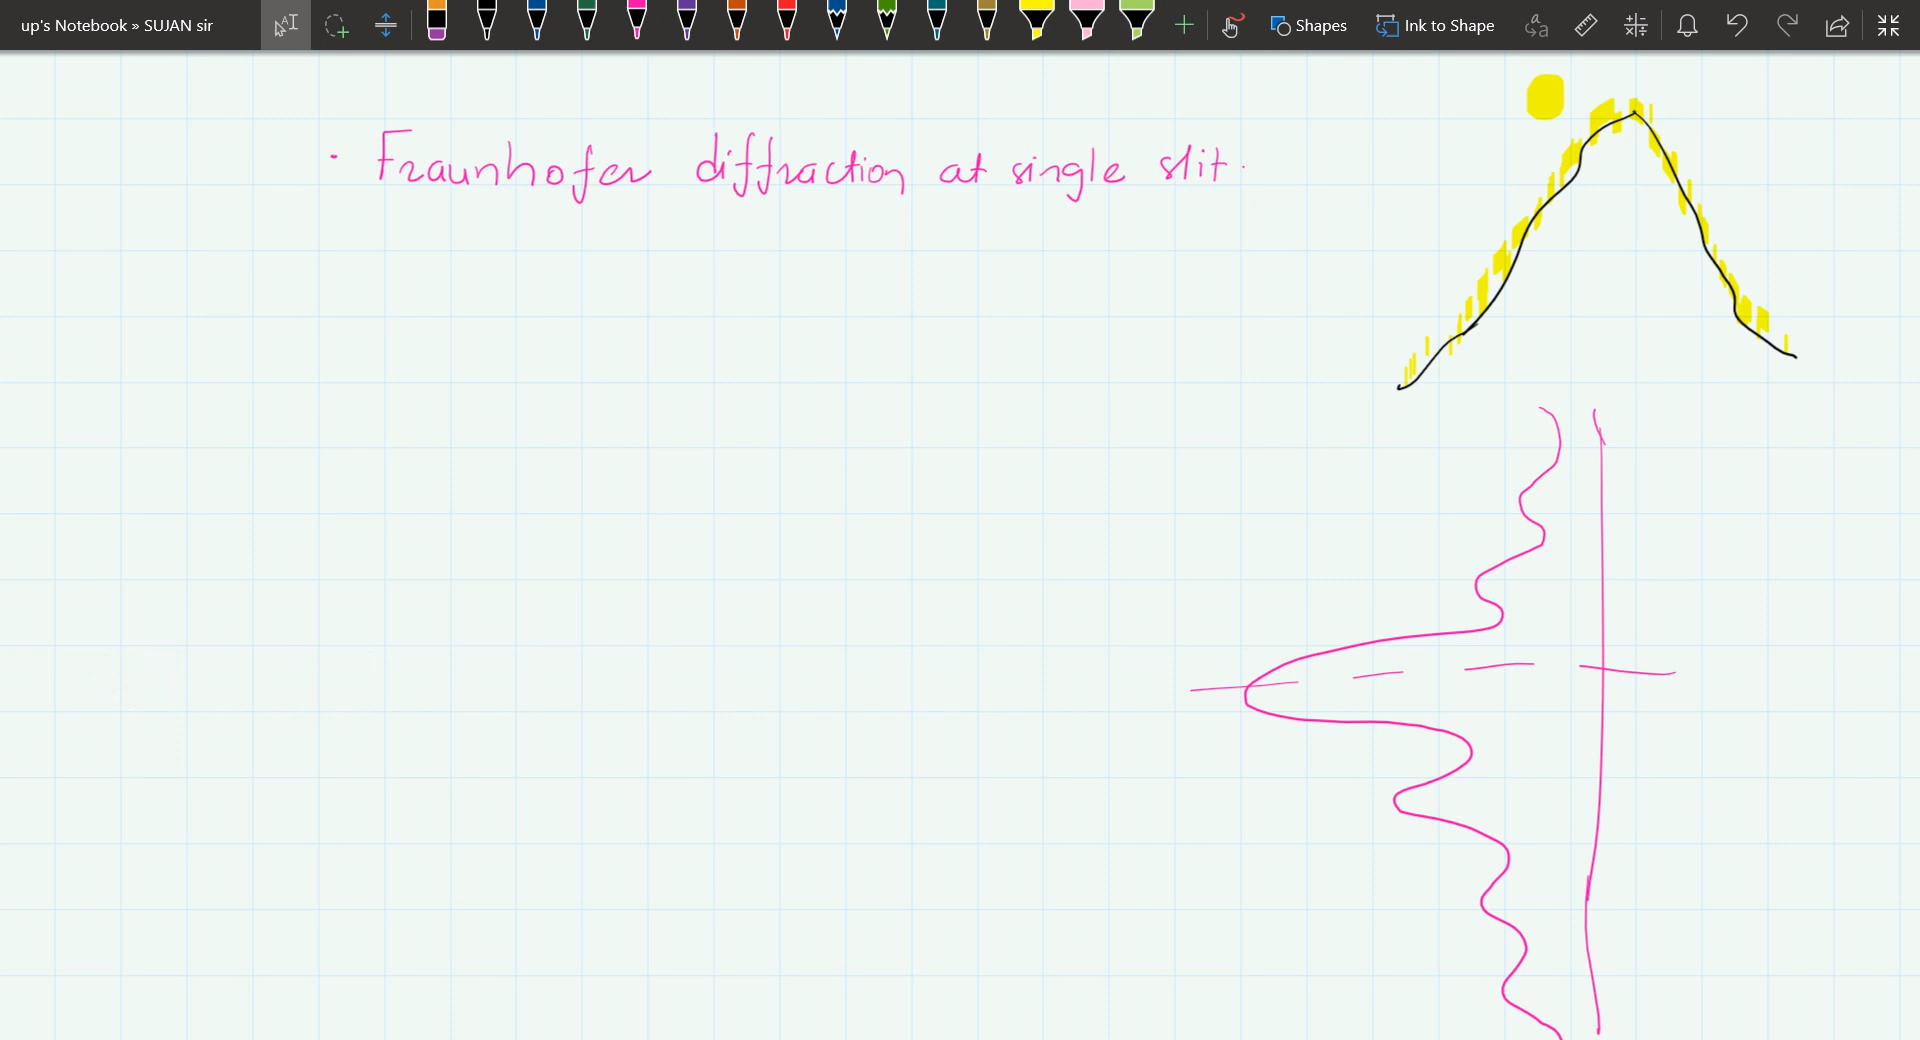 up's Notebook » SUJAN sir
Shapes
Ink to Shape
· Fraunhofer diffraction at single slit.